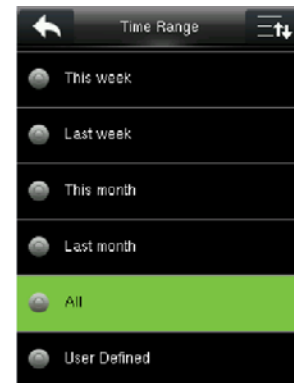 Time Range
This week
Last week
This month
Last month
All
User Defined